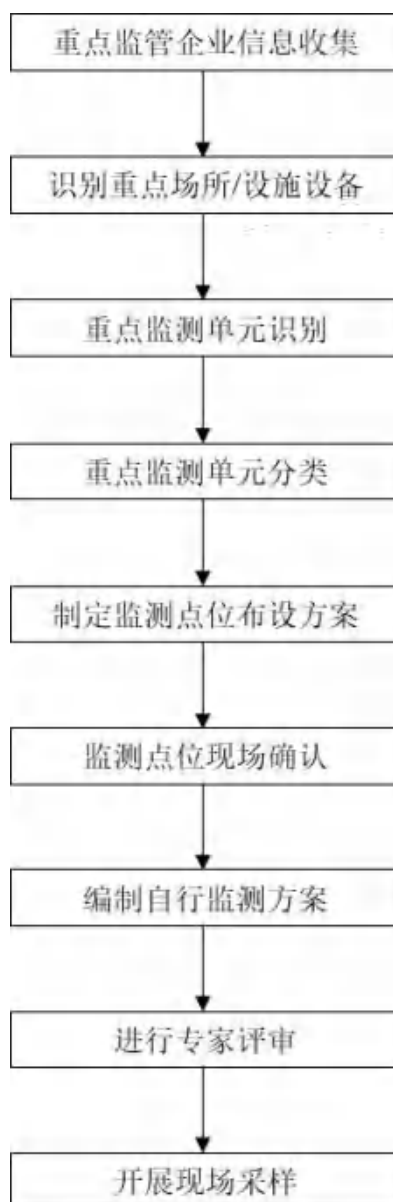 重点监管企业信息收集
识别重点场所/设施设备
重点监测单元识别
重点监测单元分类
制定监测点位布设方案
监测点位现场确认
编制自行监测方案
进行专家评审
开展现场采样